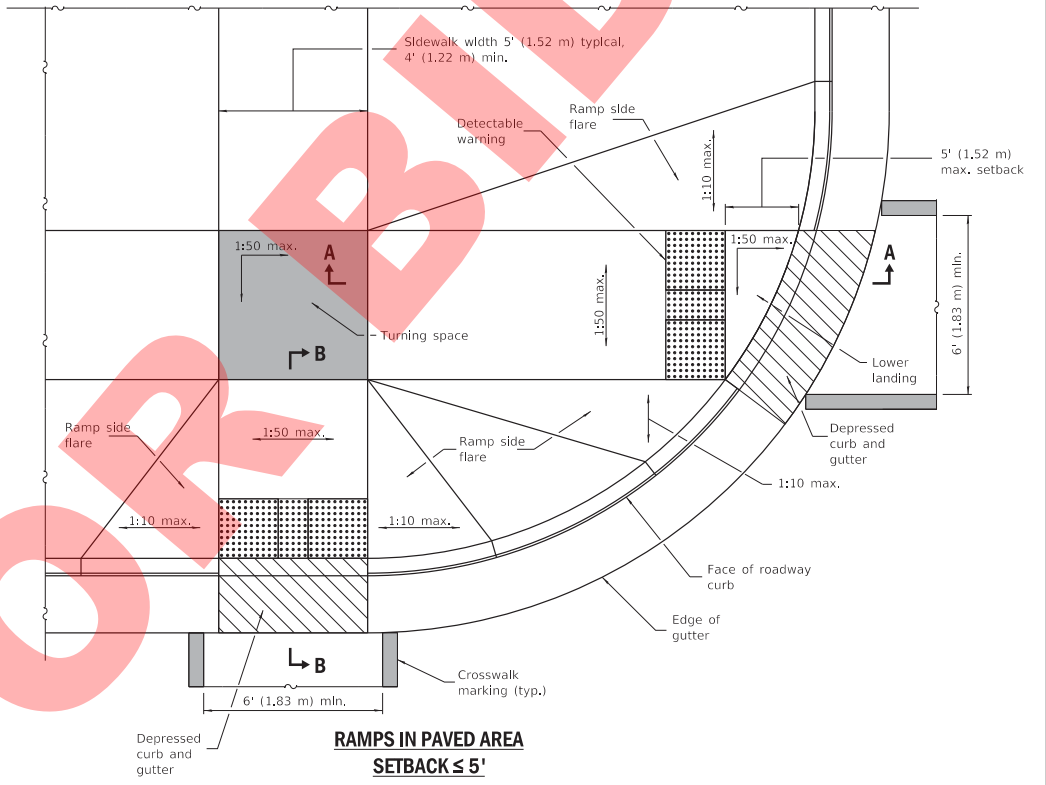 Sidewalk width 5' (1.52 m) typical,
4' (1.22 m) min.
Detectable
warning
Ramp side
flare
1:10 max.
5' (1.52 m)
max. setback
1:50 max.
A
1:50 max.
A
1:50 max.
Turning space
B
6' (1.83 m) min.
Lower
landing
Ramp side
flare
1:50 max.
Ramp side
flare
Depressed
curb and
gutter
1:10 max.
1:10 max.
1:10 max.
Face of roadway
curb
Edge of
gutter
B
Crosswalk
marking (typ.)
6' (1.83 m) min.
Depressed
curb and
gutter
RAMPS IN PAVED AREA
SETBACK ≤ 5'
OR BID